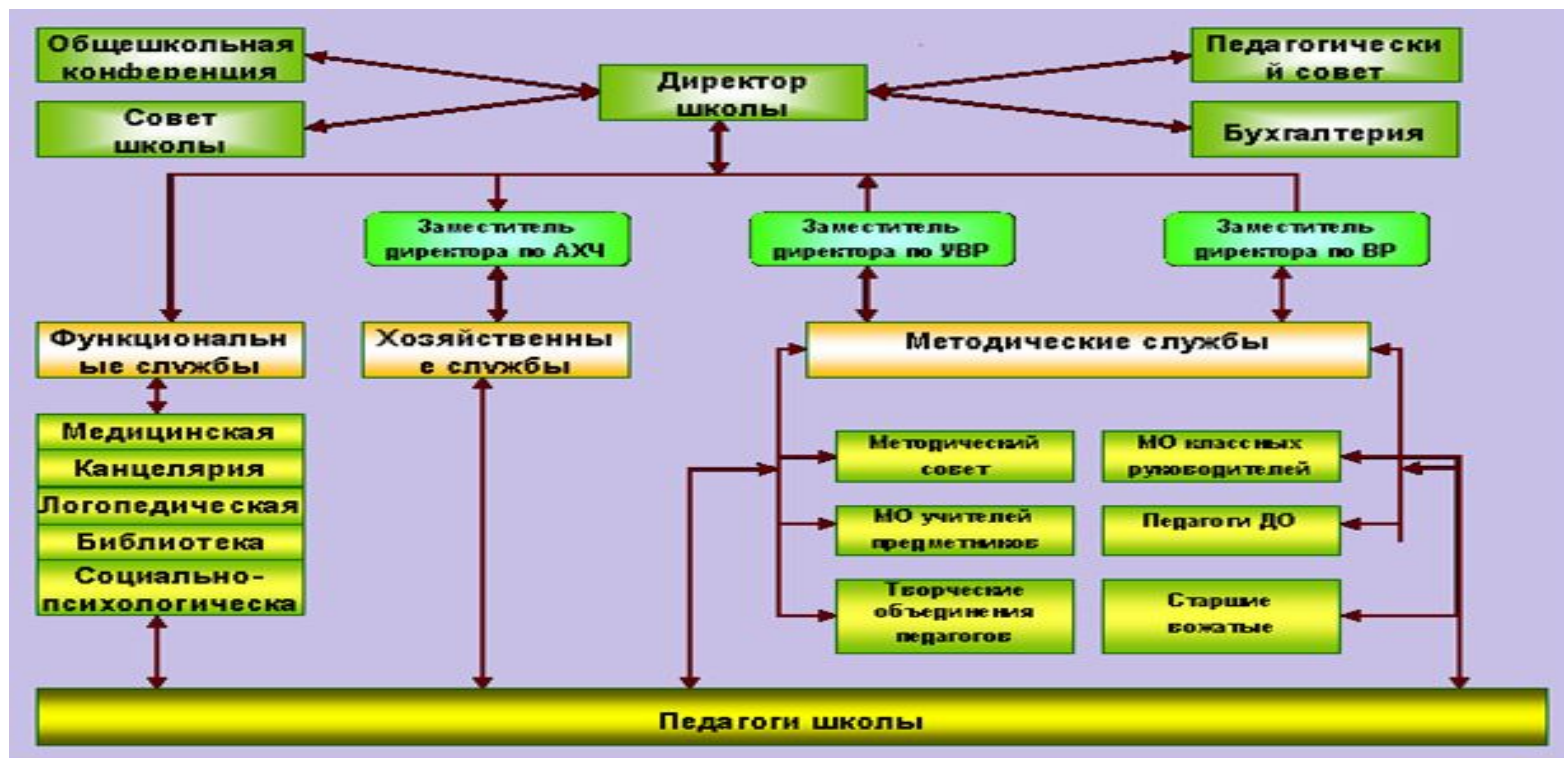 Общешкольная
конференция
Педагогически
й совет
Директор
школы
Совет
школы
Бухгалтерия
Заместитель
директора по АХЧ
Заместитель
директора по УВР
Заместитель
директора по ВР
Функциональн
ые службы
Хозяйственны
е службы
Методические службы
Медицинская
Канцелярия
Логопедическая
Библиотека
Социально-
психологическа
Методический
совет
МО классных
руководителей
МО учителей
предметников
Педагоги ДО
Творческие
объединения
педагогов
Старшие
вожатые
Педагоги школы